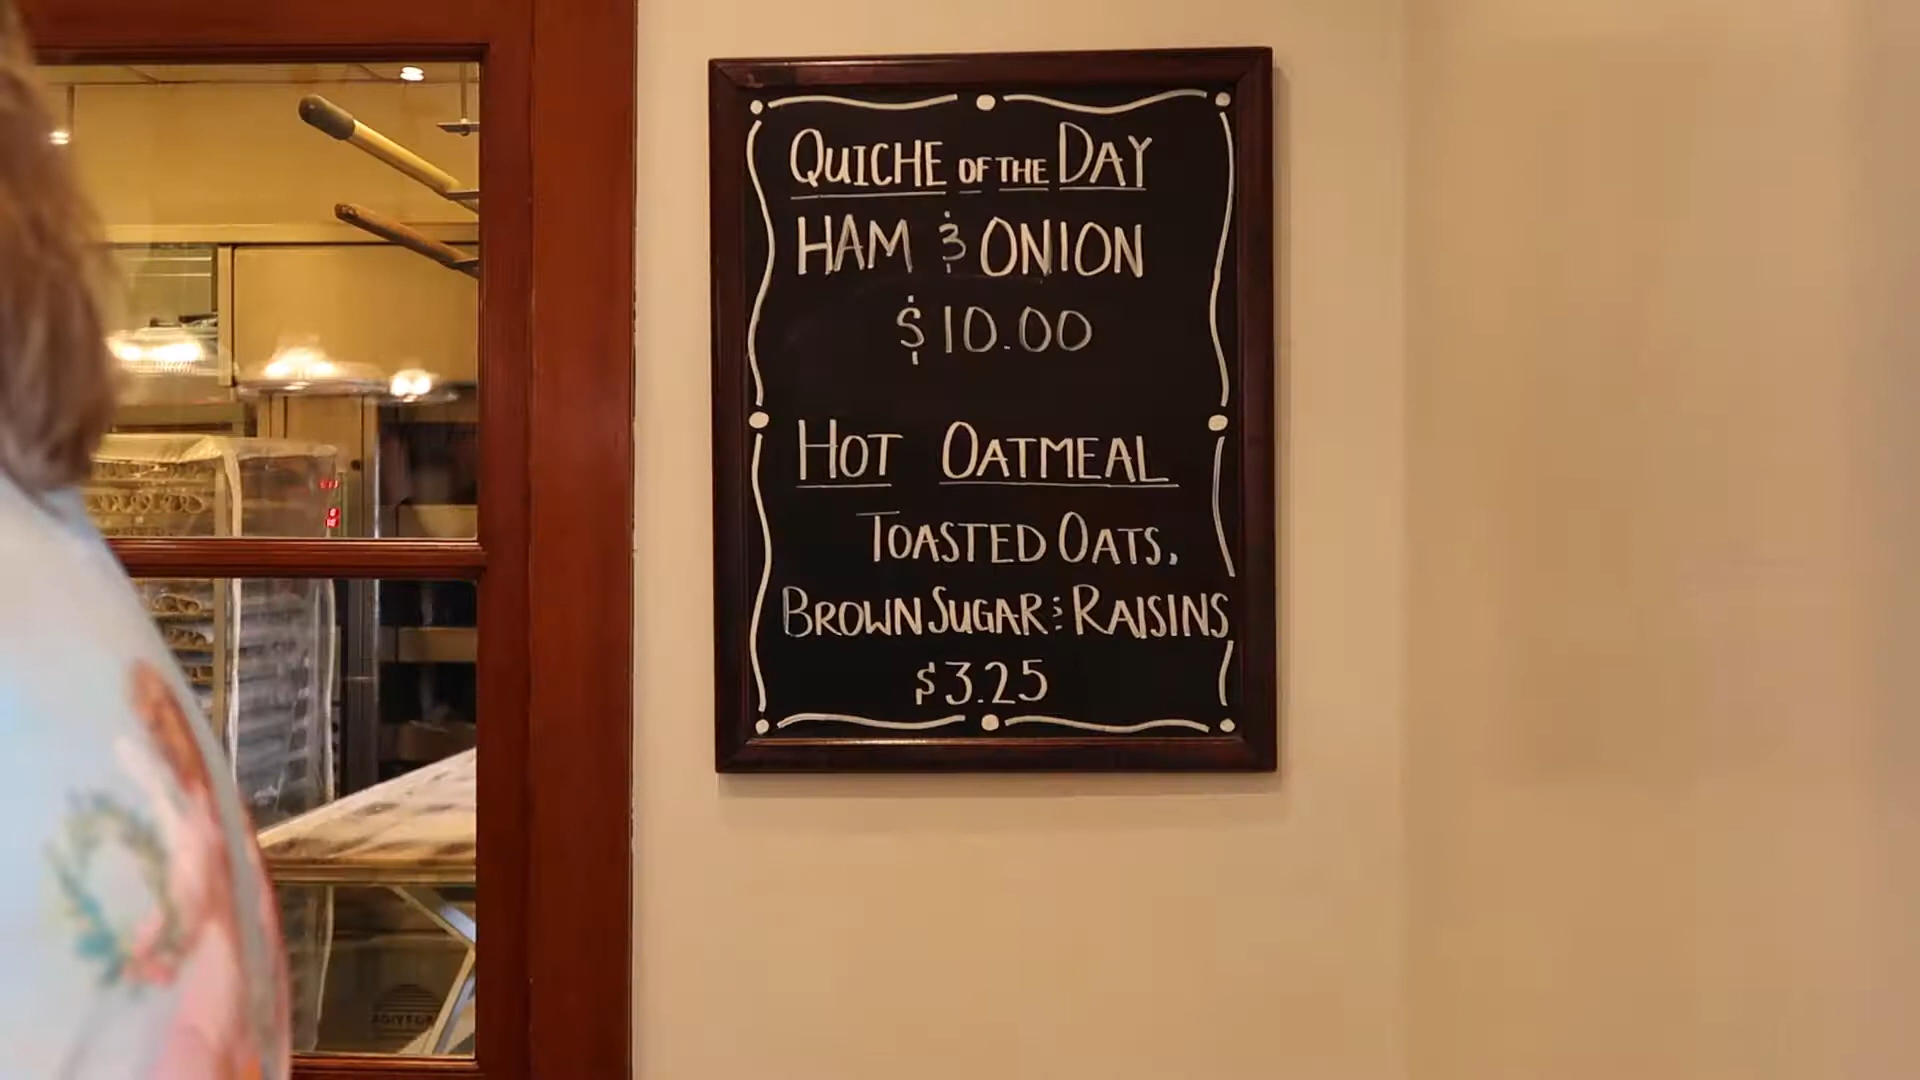 QUICHE OF THE DAY
HAM & ONION
$10.00
HOT OATMEAL
TOASTED OATS,
BROWN SUGAR & RAISINS
$3.25